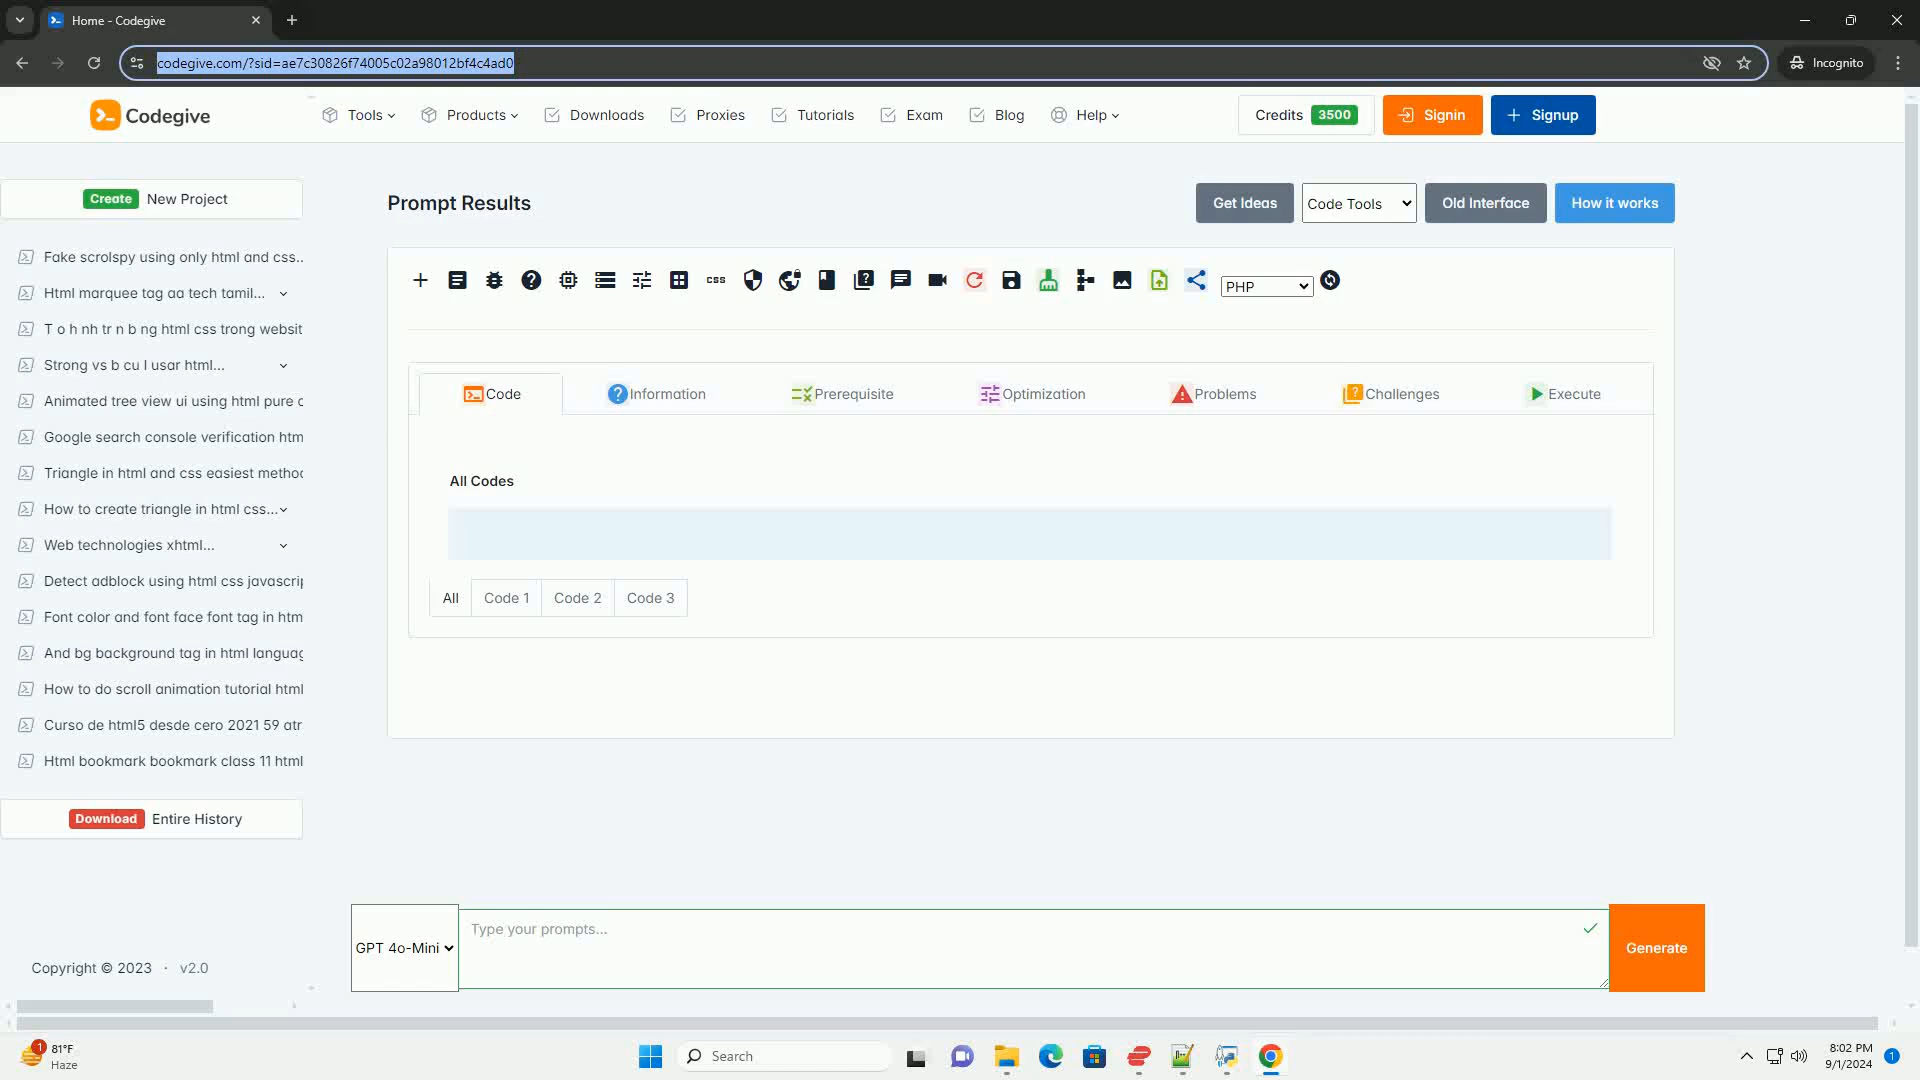 Home - Codegive
codegive.com/?sid=ae7c30826f74005c02a98012bf4c4ad0
Incognito
Codegive
Tools
Products
Downloads
Proxies
Tutorials
Exam
Blog
Help
Credits 3500
Signin
Signup
Create New Project
Prompt Results
Get Ideas
Code Tools
Old Interface
How it works
Fake scrolspy using only html and css..
Html marquee tag aa tech tamil...
T o h nh tr n b ng html css trong websit
Strong vs b cu l usar html...
Animated tree view ui using html pure c
Google search console verification htm
Triangle in html and css easiest method
How to create triangle in html css...
Web technologies xhtml...
Detect adblock using html css javascrip
Font color and font face font tag in htm
And bg background tag in html languag
How to do scroll animation tutorial html
Curso de html5 desde cero 2021 59 atr
Html bookmark bookmark class 11 html
Download Entire History
css
PHP
Code
Information
Prerequisite
Optimization
Problems
Challenges
Execute
All Codes
All
Code 1
Code 2
Code 3
GPT 4o-Mini
Type your prompts...
Generate
Copyright © 2023 · v2.0
1
81°F
Haze
Search
8:02 PM
9/1/2024
1